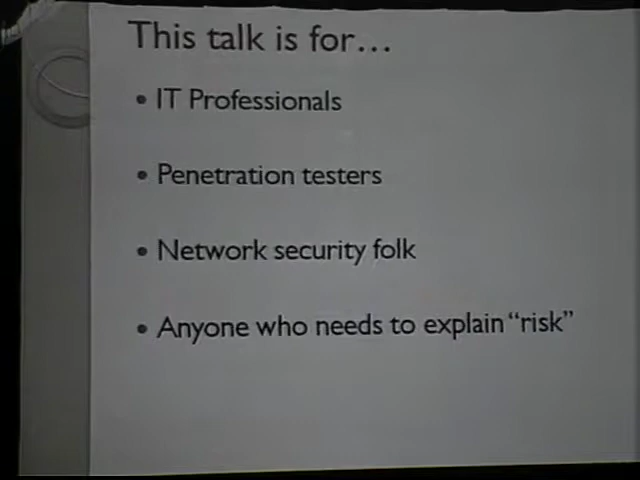 This talk is for…
• IT Professionals
• Penetration testers
• Network security folk
• Anyone who needs to explain “risk”